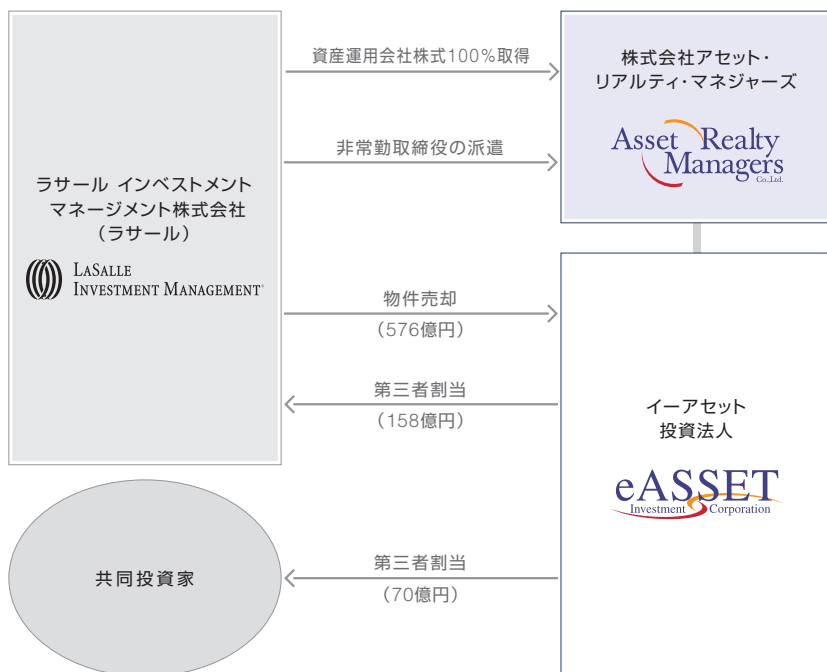 ラサール インベストメント
マネージメント株式会社
（ラサール）
LASALLE
INVESTMENT MANAGEMENT®
資産運用会社株式100％取得
非常勤取締役の派遣
株式会社アセット・
リアルティ・マネジャーズ
Asset Realty
Managers
Co.,Ltd.
物件売却
（576億円）
第三者割当
（158億円）
イーアセット
投資法人
eASSET
Investment Corporation
共同投資家
第三者割当
（70億円）